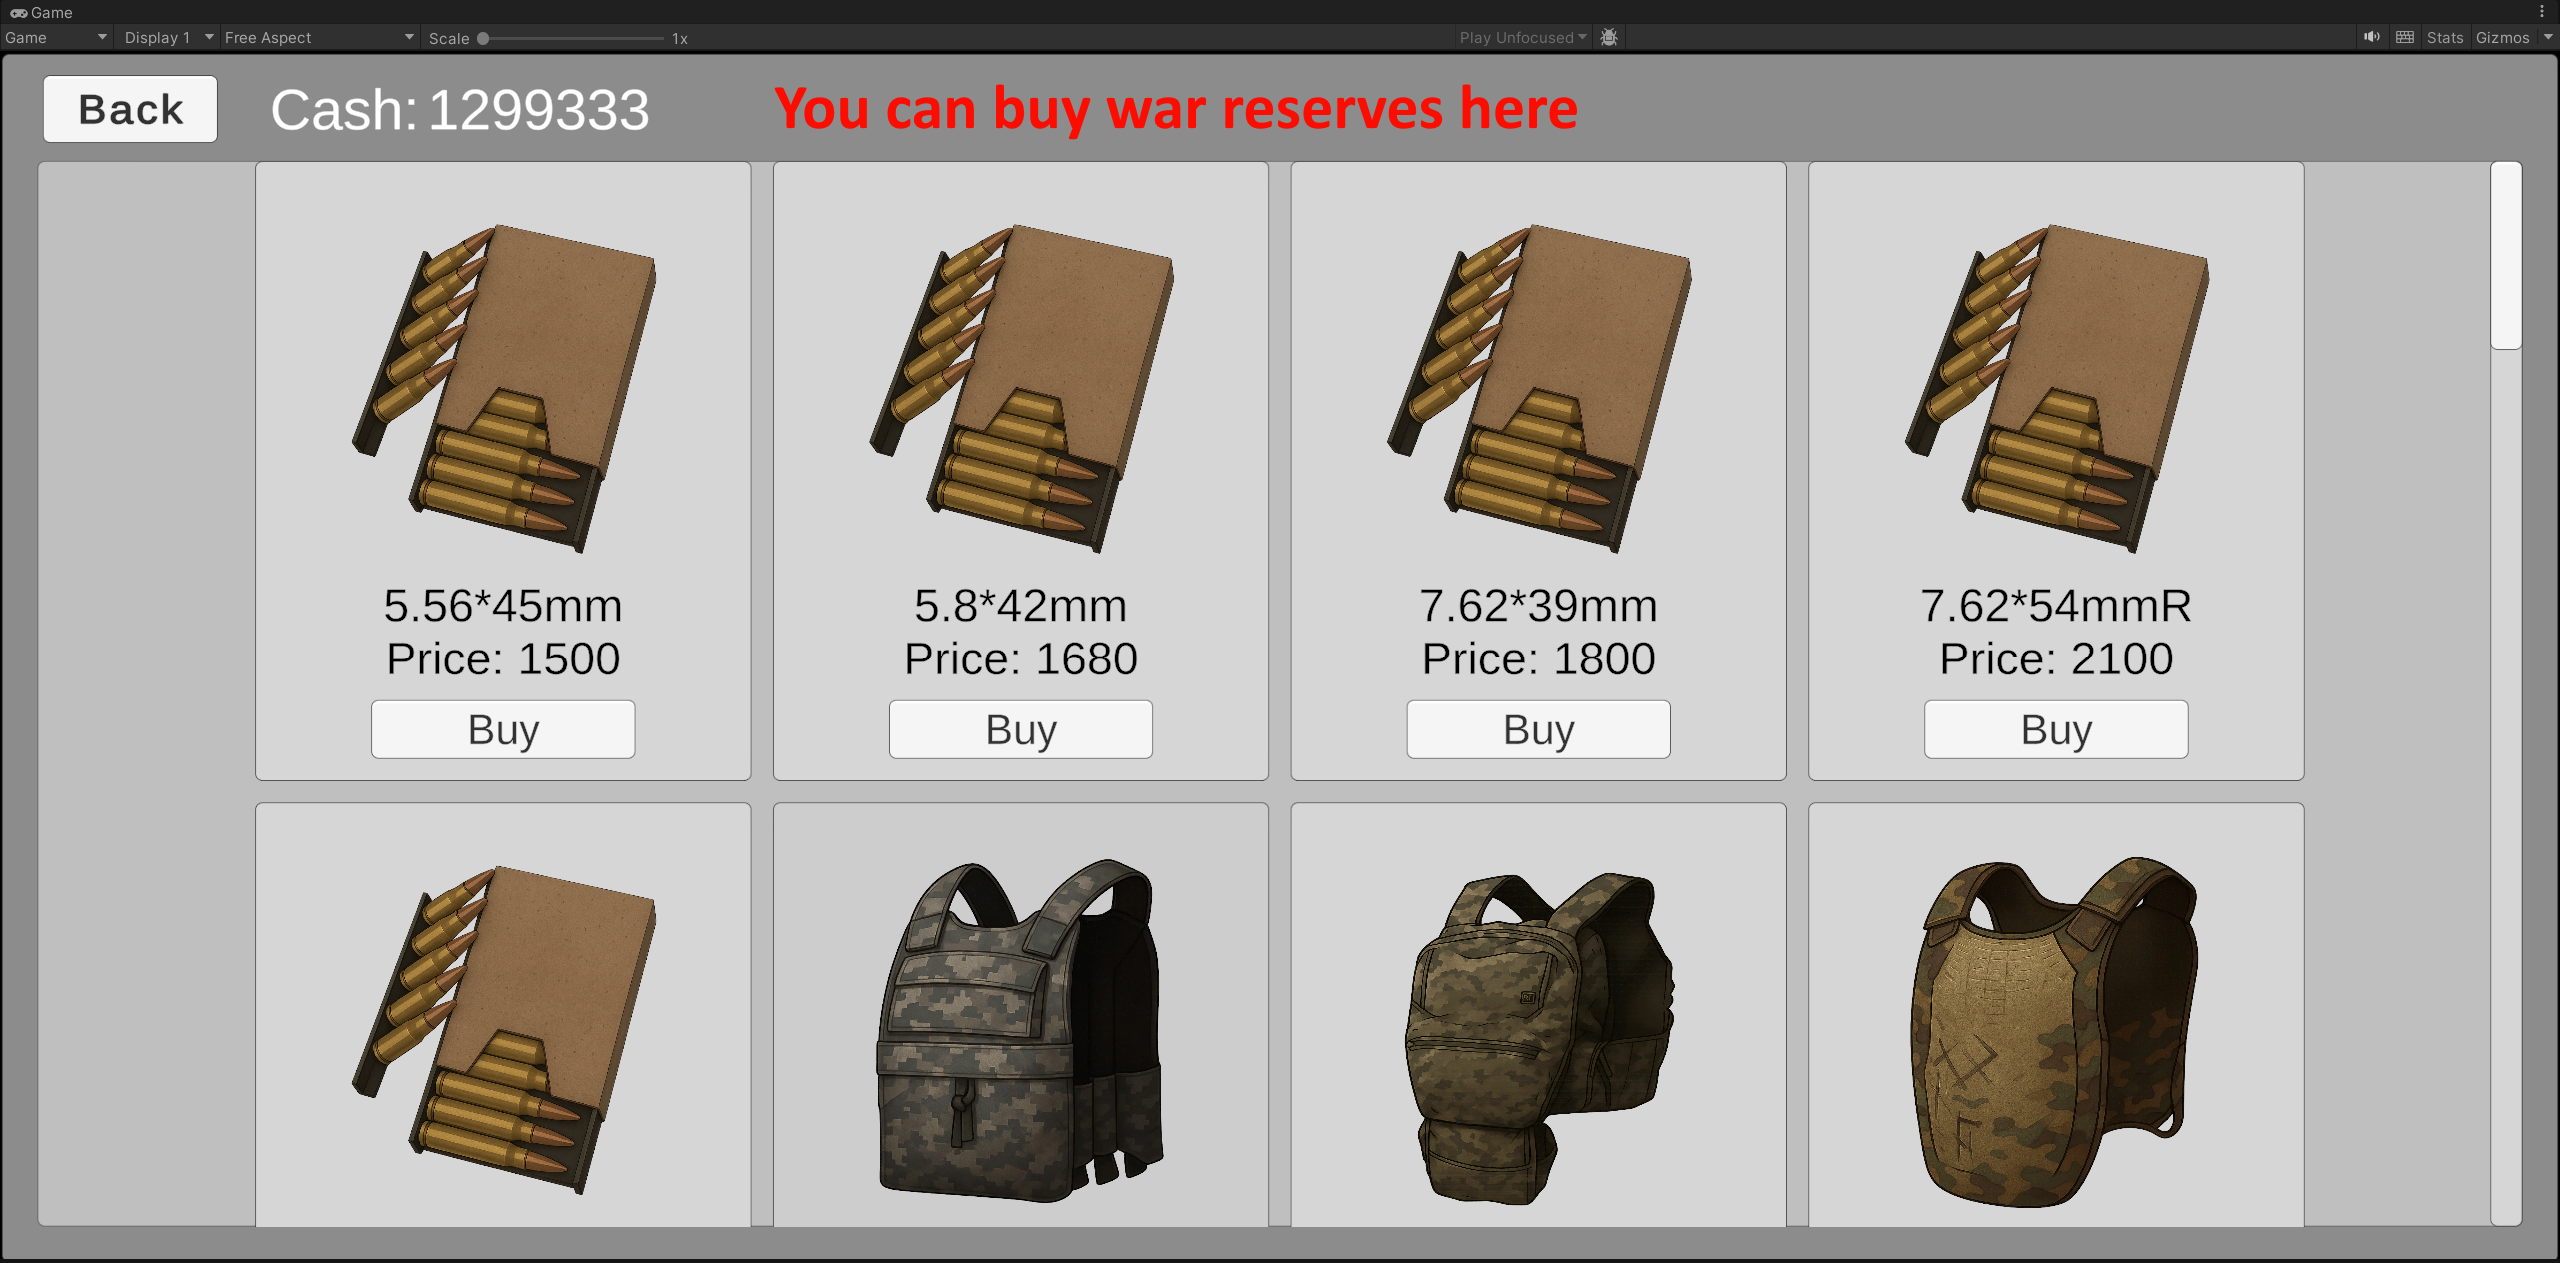 Game
Game Display 1 Free Aspect Scale 1x Play Unfocused Stats Gizmos
Back Cash: 1299333 You can buy war reserves here
5.56*45mm 5.8*42mm 7.62*39mm 7.62*54mmR
Price: 1500 Price: 1680 Price: 1800 Price: 2100
Buy Buy Buy Buy